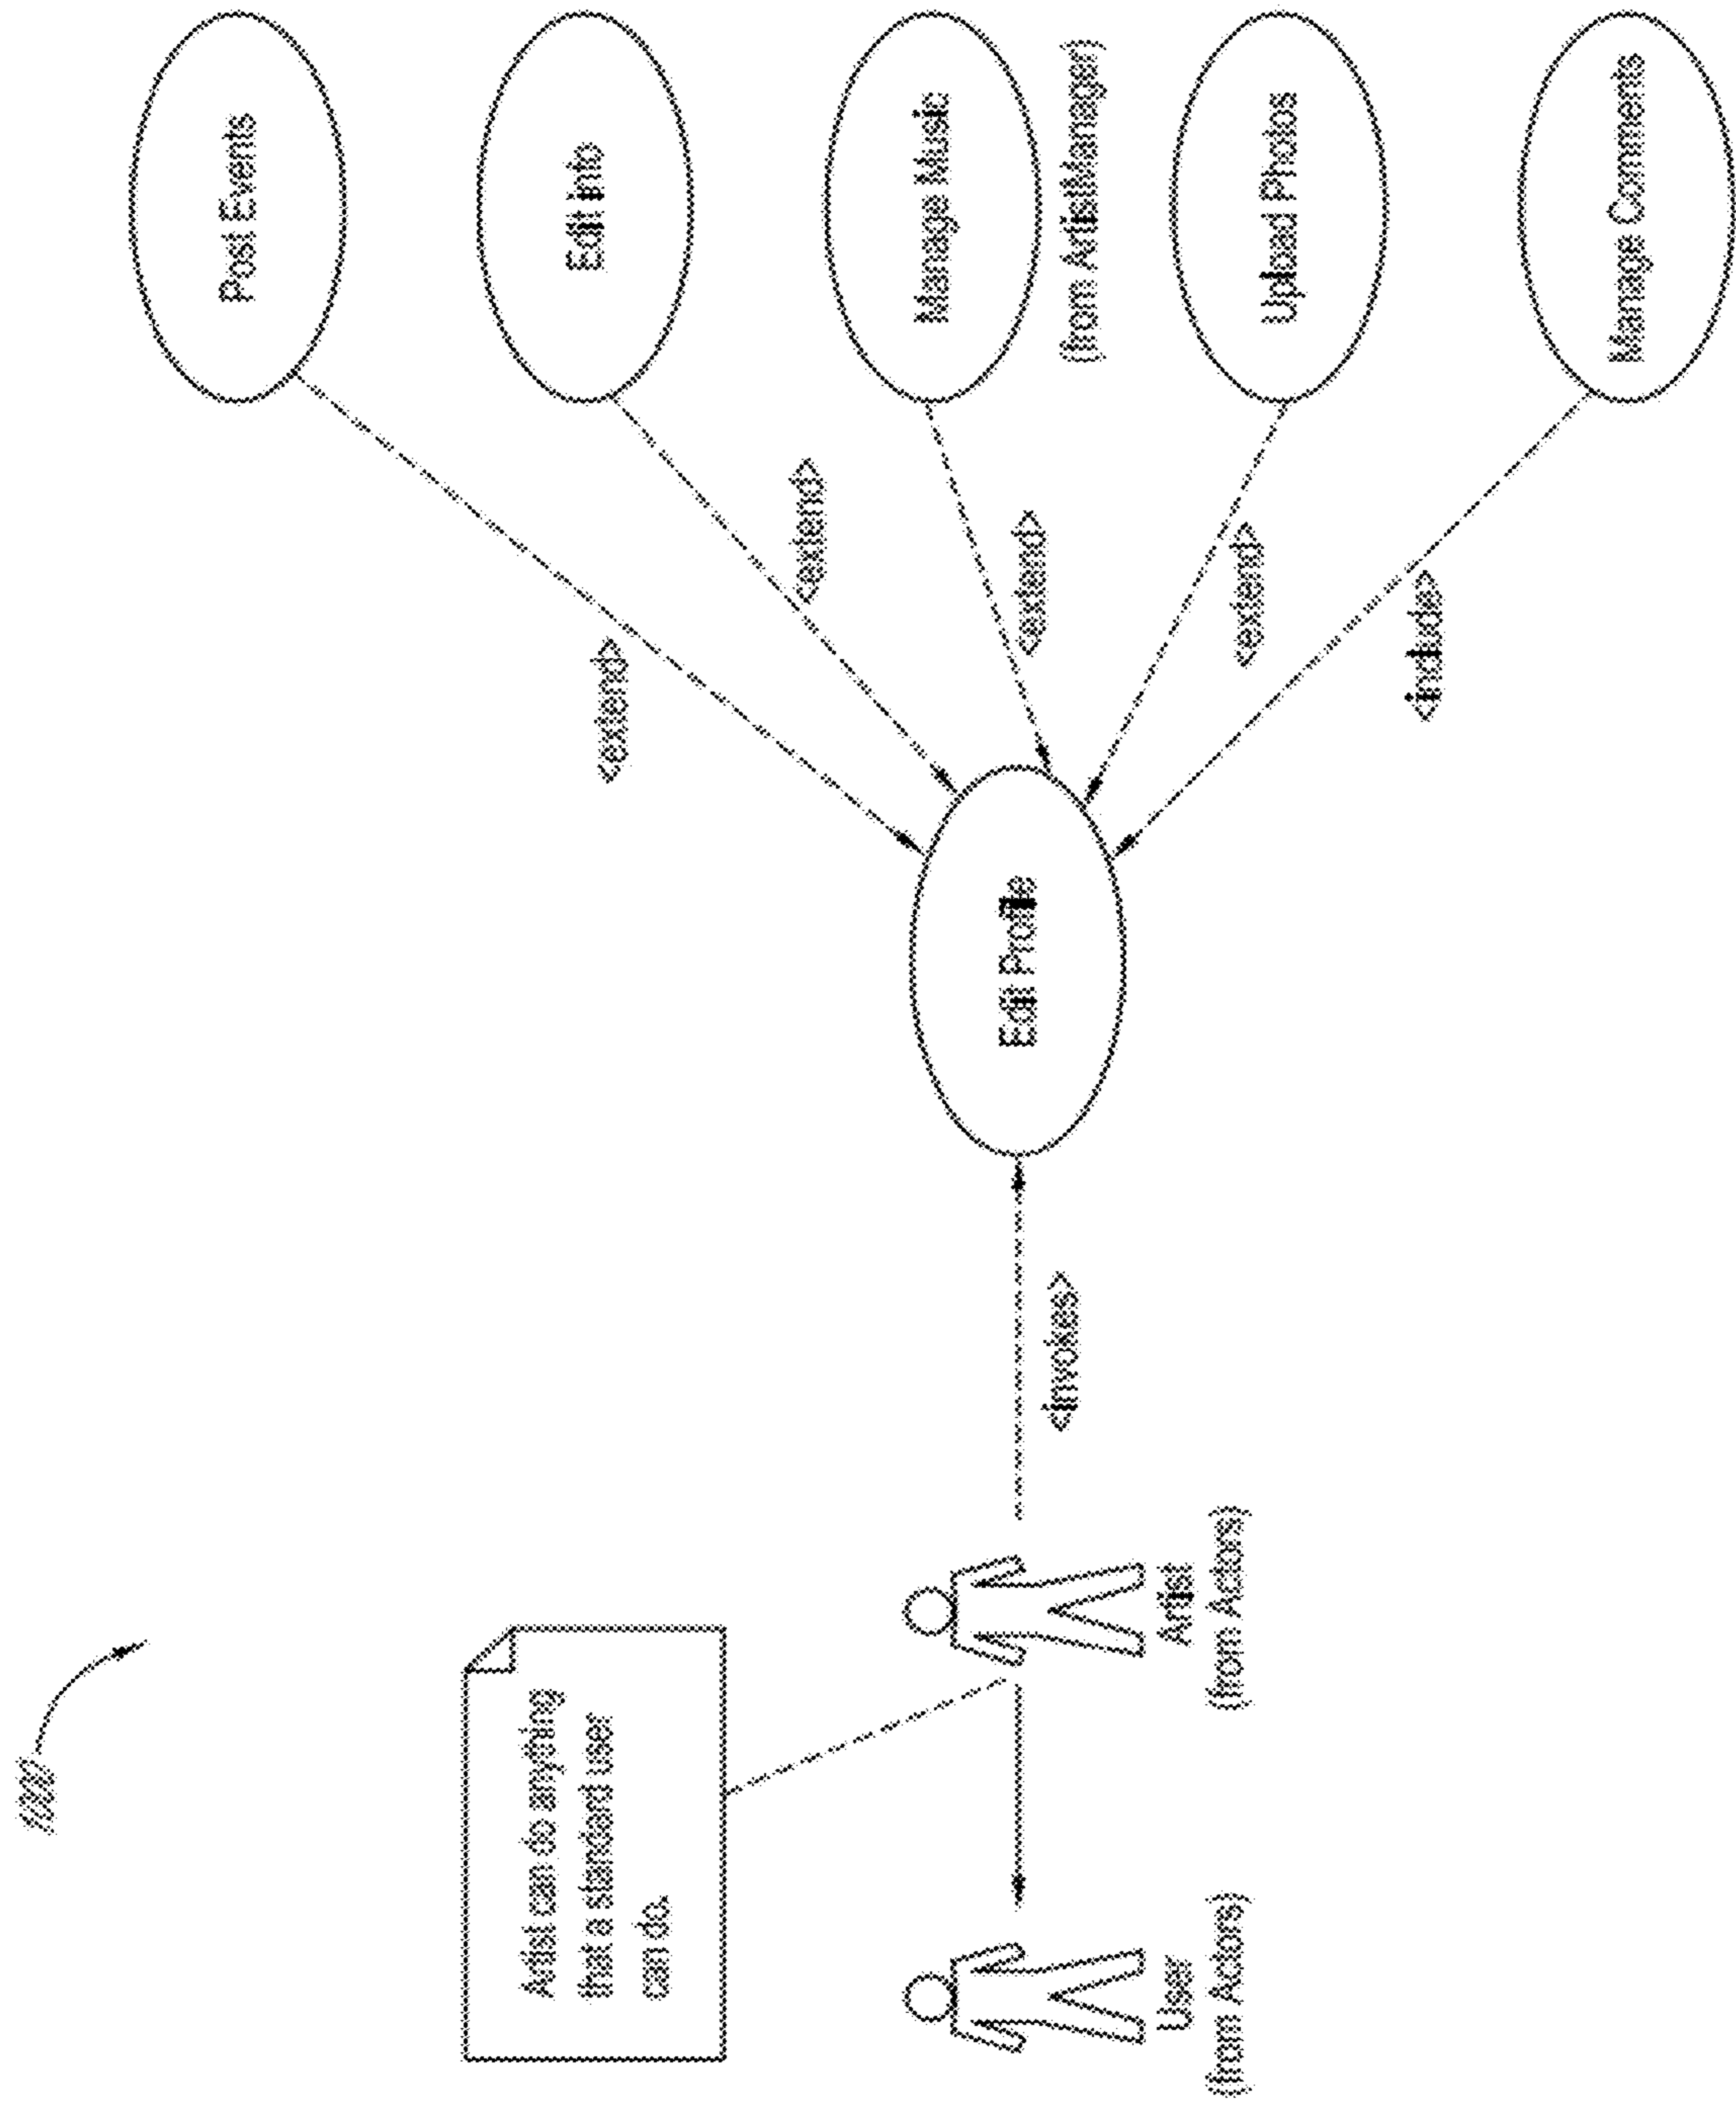 Artist can do anything
that a standard user
can do.
User
(from Actors)
Artist
(from Actors)
<invokes>
Edit Profile
<extend>
<extend>
<extend>
<extend>
<include>
Post Events
Edit Info
Manage Music
(from ArtistManager)
Upload Photos
Manage Comments